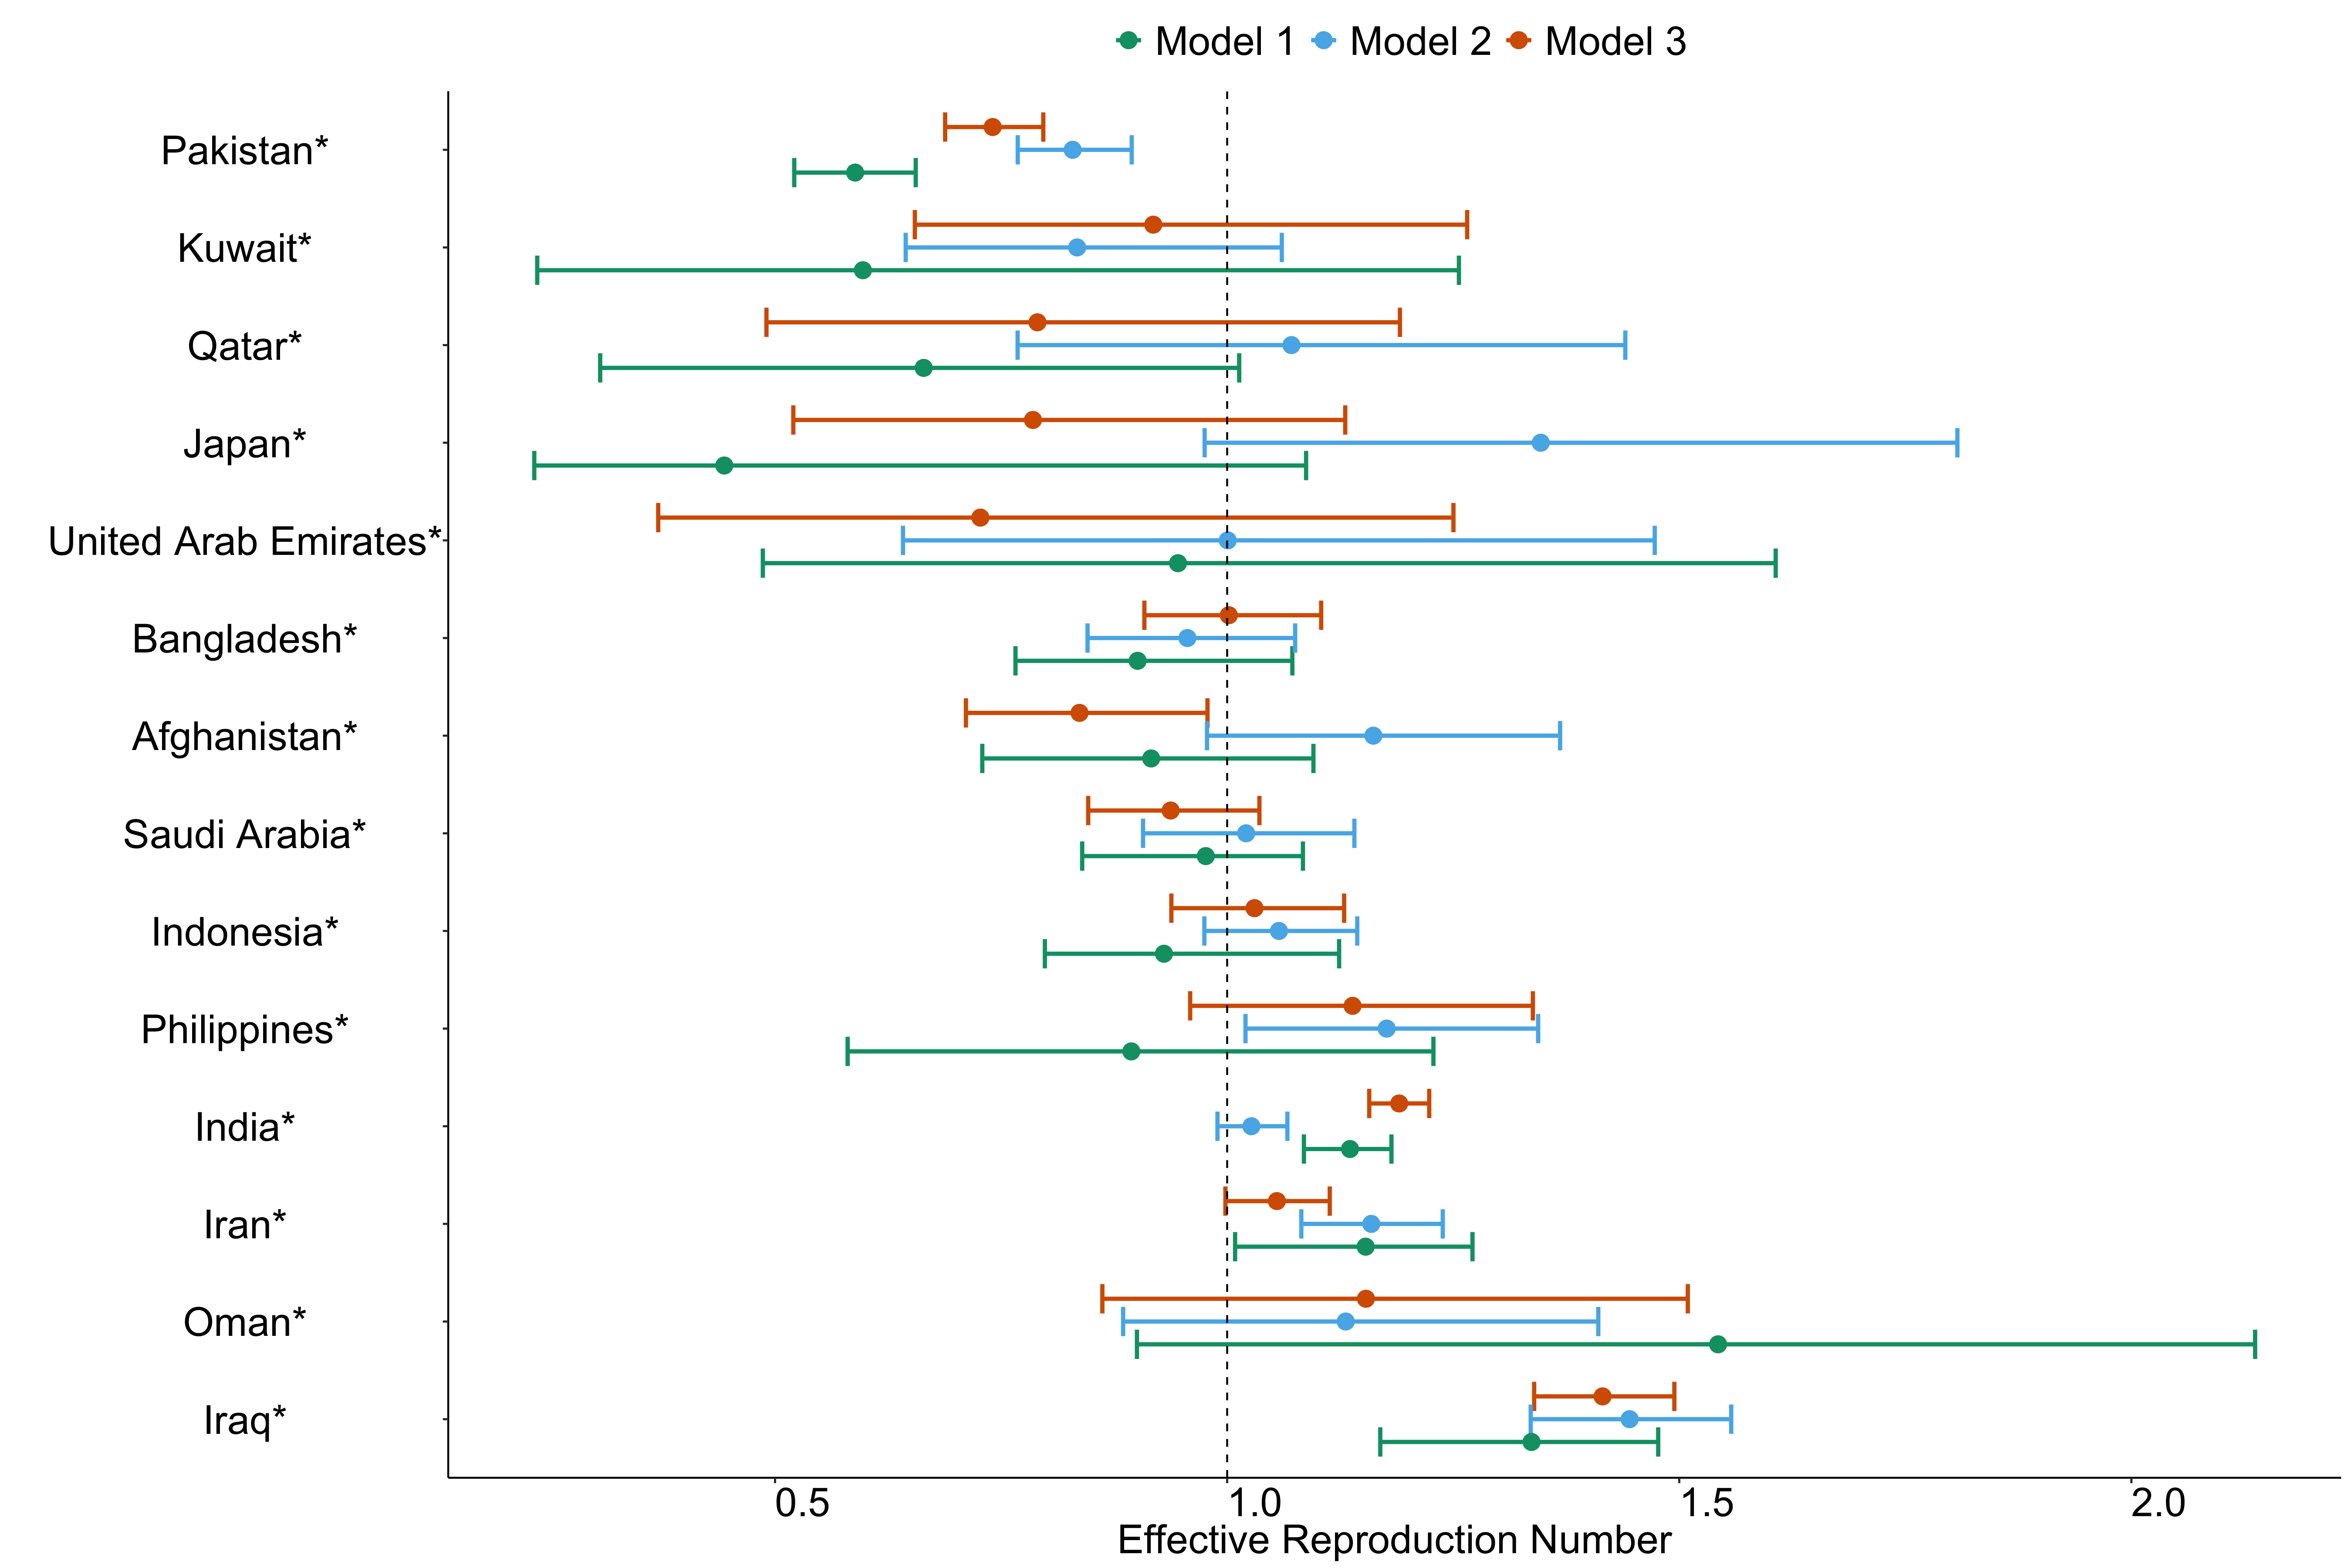 Model 1 Model 2 Model 3
Pakistan*
Kuwait*
Qatar*
Japan*
United Arab Emirates*
Bangladesh*
Afghanistan*
Saudi Arabia*
Indonesia*
Philippines*
India*
Iran*
Oman*
Iraq*
0.5 1.0 1.5 2.0
Effective Reproduction Number